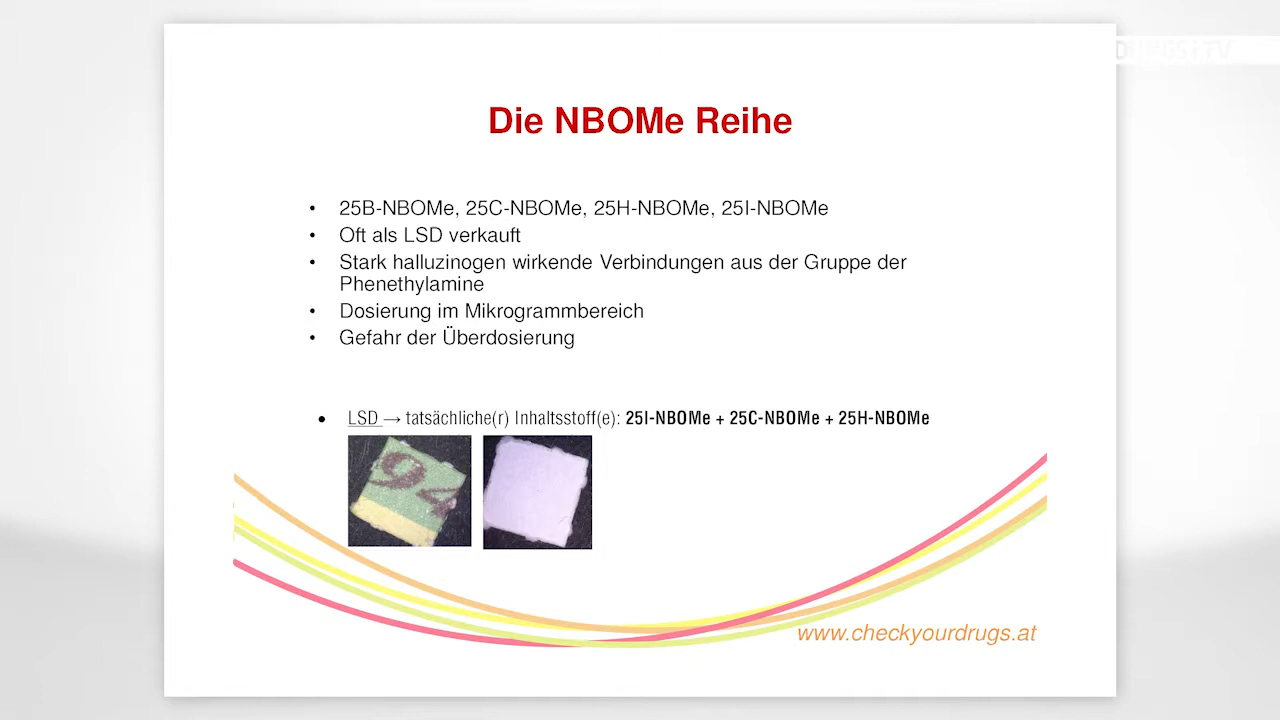 Die NBOMe Reihe
• 25B-NBOMe, 25C-NBOMe, 25H-NBOMe, 25I-NBOMe
• Oft als LSD verkauft
• Stark halluzinogen wirkende Verbindungen aus der Gruppe der
Phenethylamine
• Dosierung im Mikrogrammbereich
• Gefahr der Überdosierung
• LSD → tatsächliche(r) Inhaltsstoff(e): 25I-NBOMe + 25C-NBOMe + 25H-NBOMe
94
www.checkyourdrugs.at